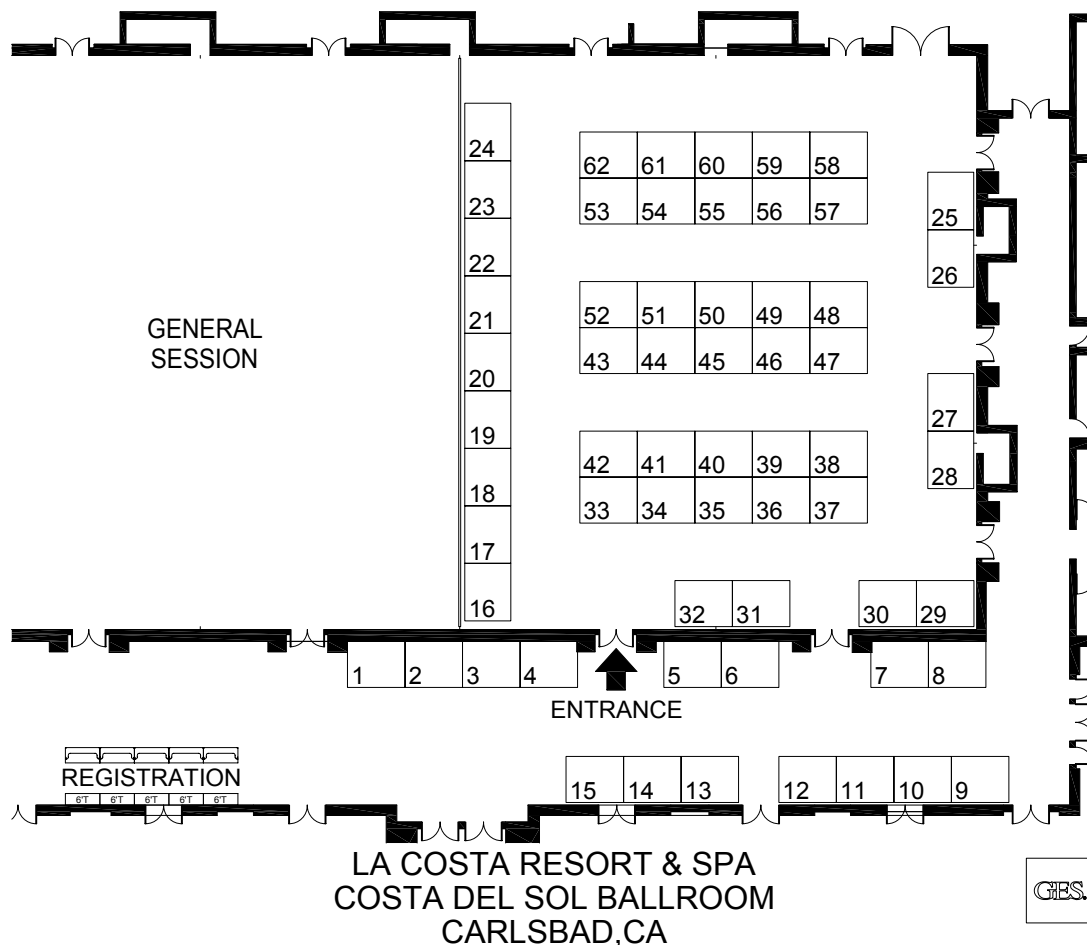 24
62 61 60 59 58
23
53 54 55 56 57
25
22
26
52 51 50 49 48
GENERAL
SESSION
21
43 44 45 46 47
20
27
19
42 41 40 39 38
28
18
33 34 35 36 37
17
16
32 31 30 29
1 2 3 4 5 6 7 8
ENTRANCE
REGISTRATION
15 14 13 12 11 10 9
6'T 6'T 6'T 6'T 6'T
LA COSTA RESORT & SPA
COSTA DEL SOL BALLROOM
CARLSBAD,CA
GES.